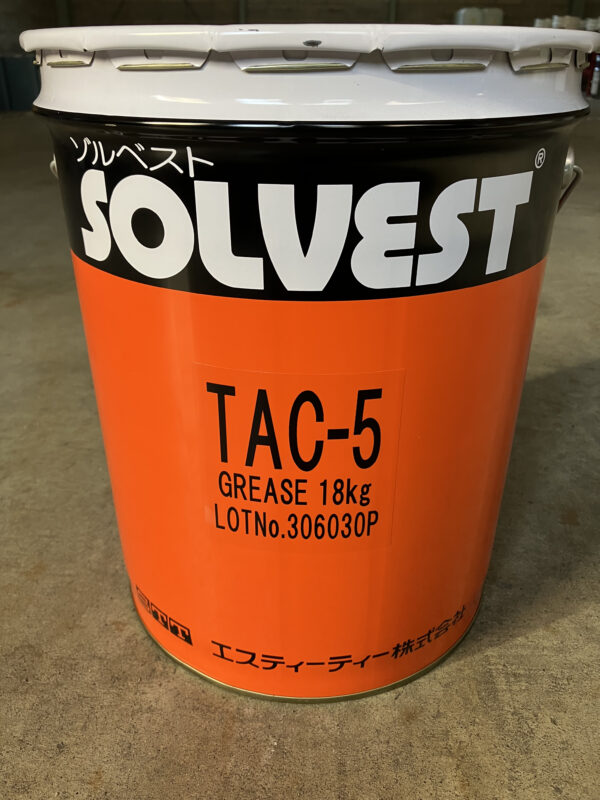 ゾルベスト
SOLVEST®
TAC-5
GREASE 18kg
LOTNo.306030P
STT エスティーティー株式会社